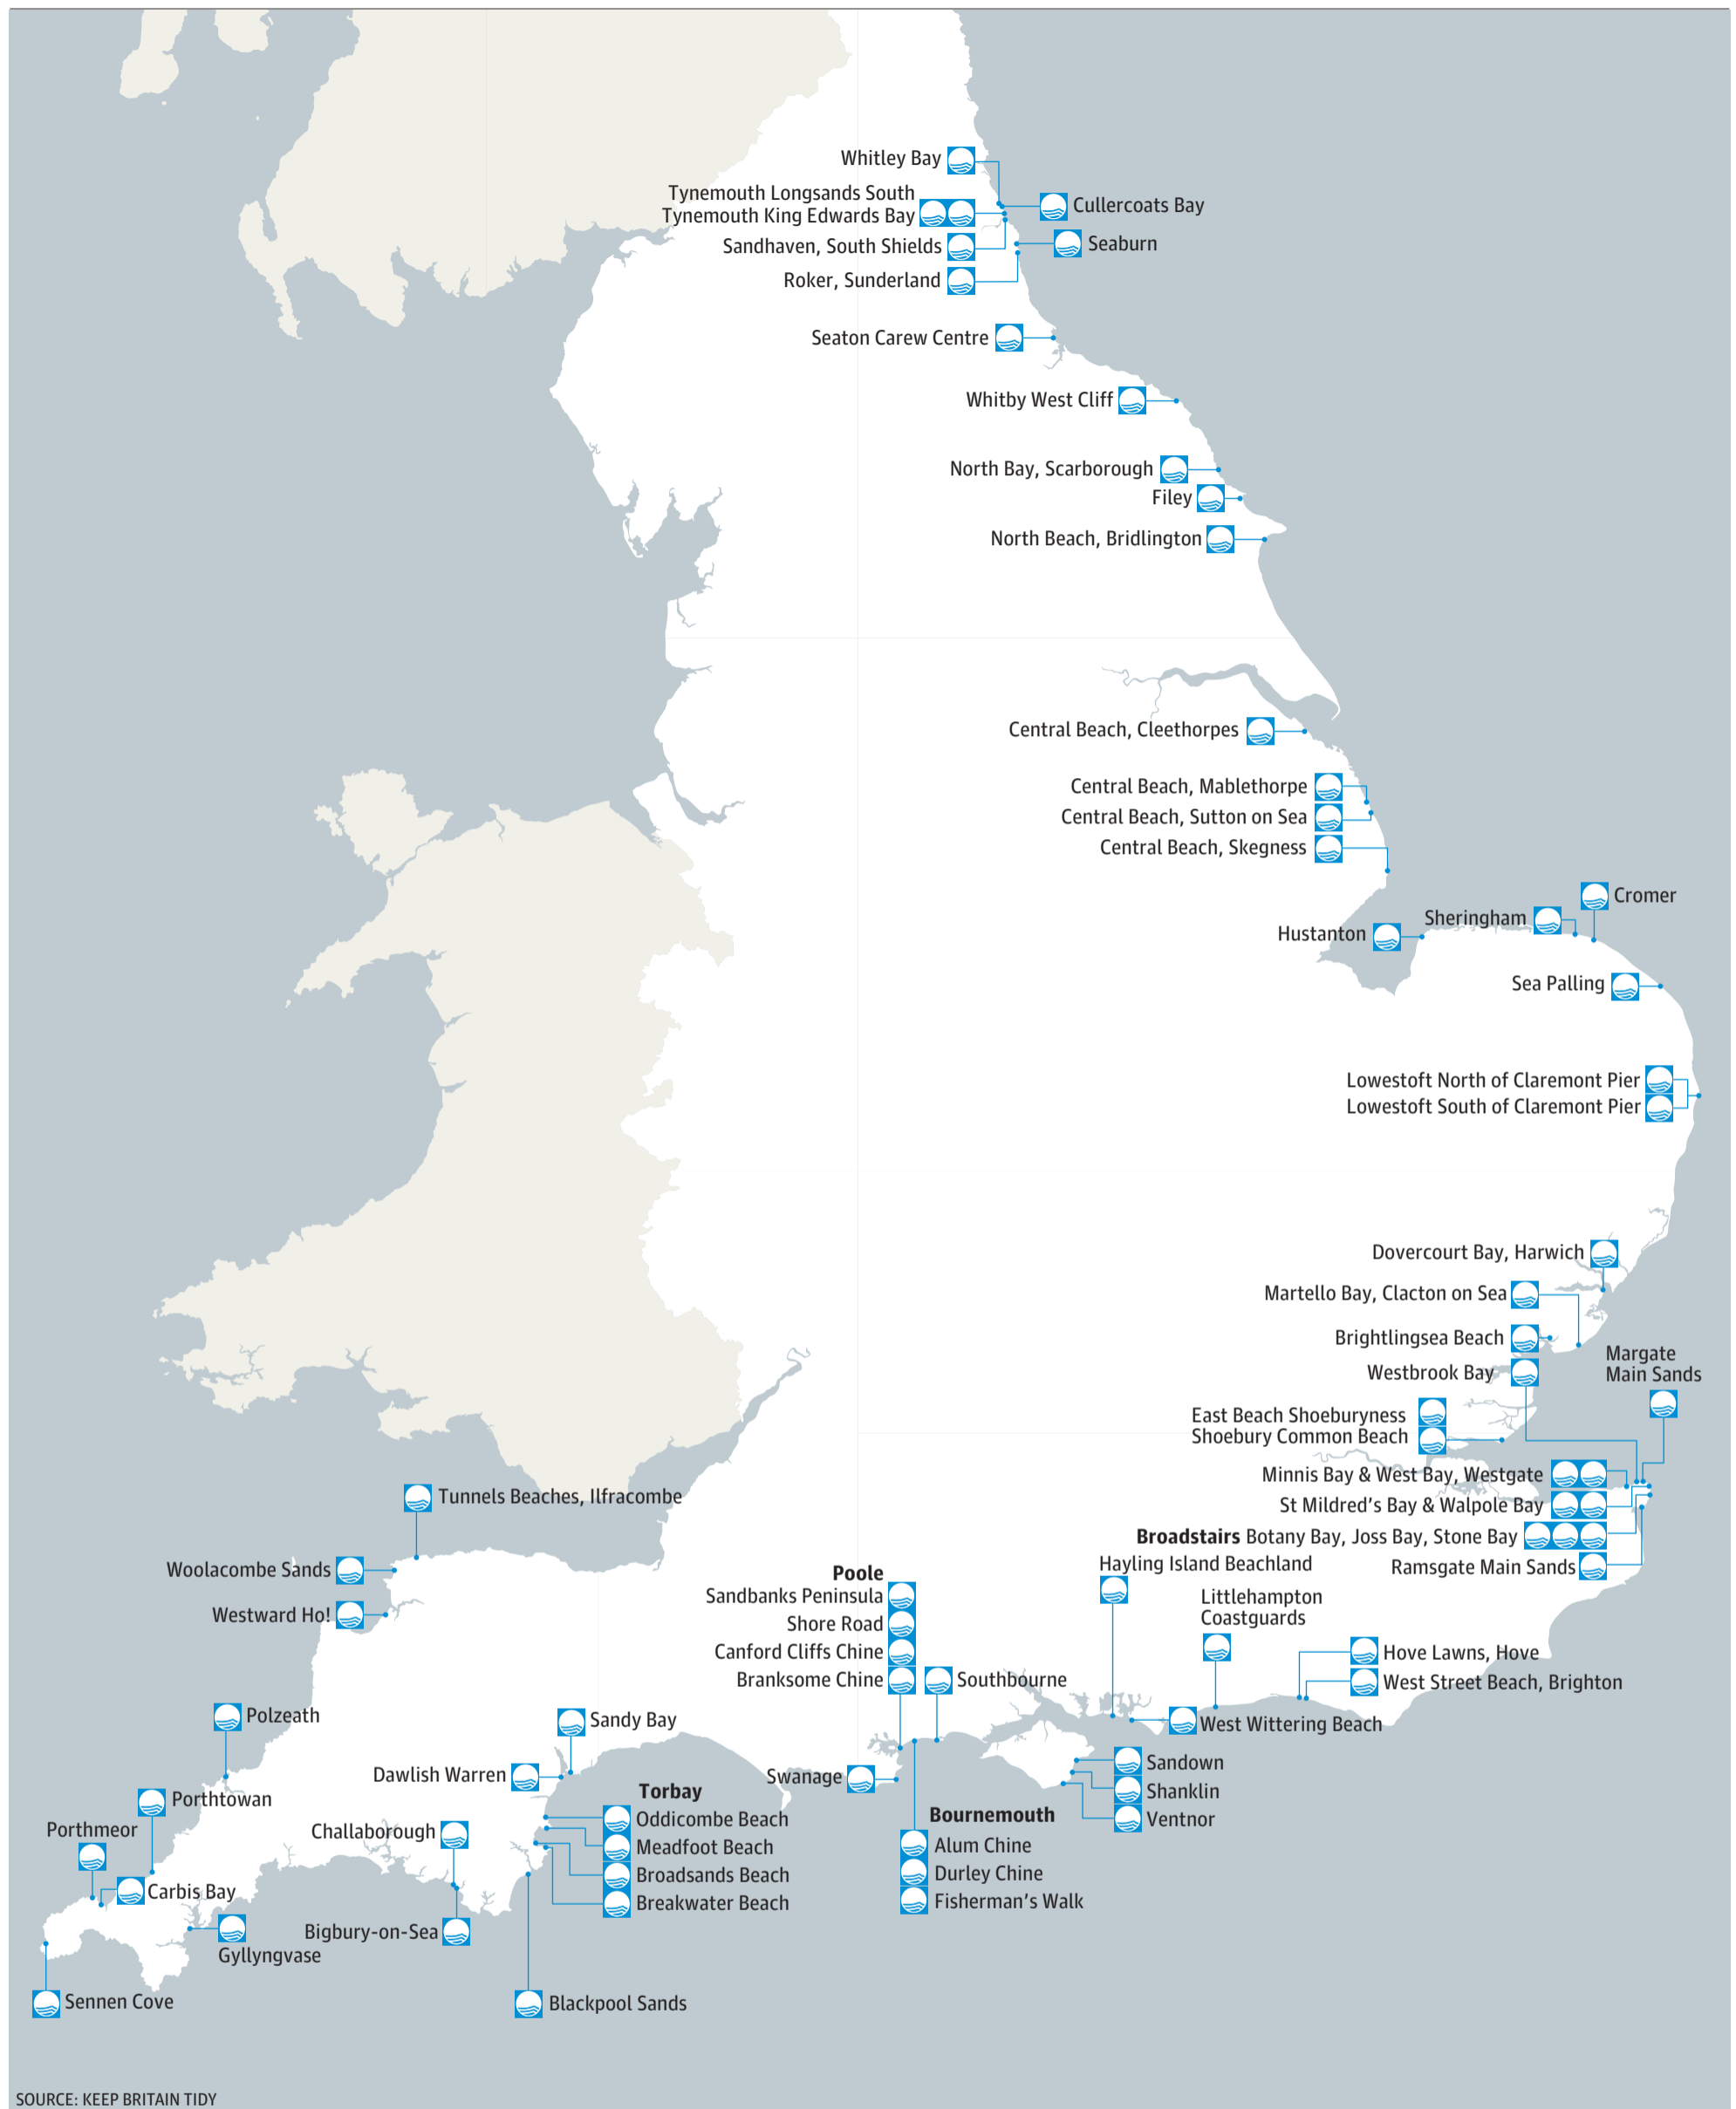 Whitley Bay
Tynemouth Longsands South
Tynemouth King Edwards Bay
Cullercoats Bay
Sandhaven, South Shields
Seaburn
Roker, Sunderland
Seaton Carew Centre
Whitby West Cliff
North Bay, Scarborough
Filey
North Beach, Bridlington
Central Beach, Cleethorpes
Central Beach, Mablethorpe
Central Beach, Sutton on Sea
Central Beach, Skegness
Cromer
Sheringham
Hustanton
Sea Palling
Lowestoft North of Claremont Pier
Lowestoft South of Claremont Pier
Dovercourt Bay, Harwich
Martello Bay, Clacton on Sea
Brightlingsea Beach
Margate
Main Sands
Westbrook Bay
East Beach Shoeburyness
Shoebury Common Beach
Minnis Bay & West Bay, Westgate
St Mildred's Bay & Walpole Bay
Broadstairs Botany Bay, Joss Bay, Stone Bay
Ramsgate Main Sands
Tunnels Beaches, Ilfracombe
Woolacombe Sands
Westward Ho!
Poole
Sandbanks Peninsula
Shore Road
Canford Cliffs Chine
Branksome Chine
Southbourne
Hayling Island Beachland
Littlehampton
Coastguards
Hove Lawns, Hove
West Street Beach, Brighton
West Wittering Beach
Polzeath
Sandy Bay
Dawlish Warren
Swanage
Sandown
Shanklin
Ventnor
Torbay
Oddicombe Beach
Meadfoot Beach
Broadsands Beach
Breakwater Beach
Bournemouth
Alum Chine
Durley Chine
Fisherman's Walk
Porthtowan
Porthmeor
Challaborough
Carbis Bay
Bigbury-on-Sea
Gyllyngvase
Sennen Cove
Blackpool Sands
SOURCE: KEEP BRITAIN TIDY